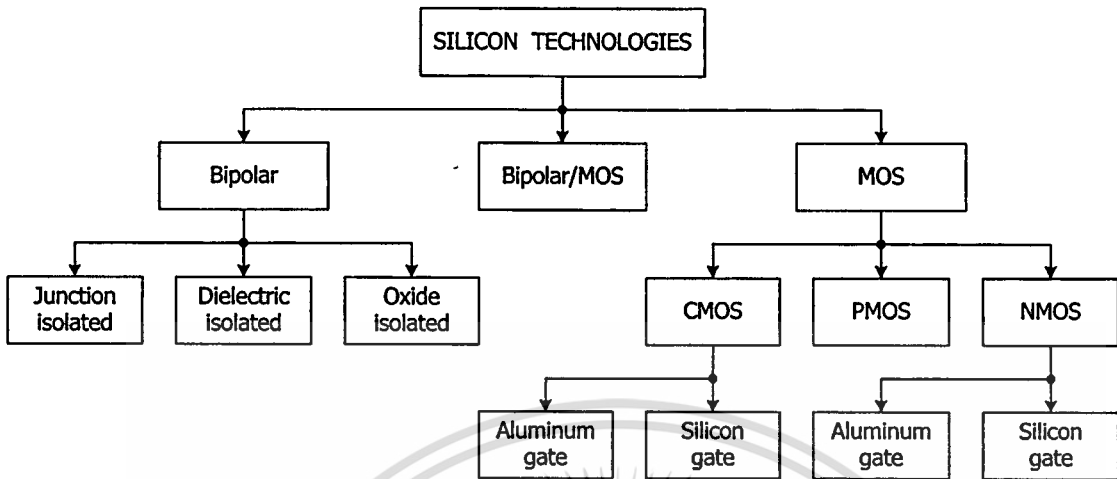 SILICON TECHNOLOGIES
Bipolar
Bipolar/MOS
MOS
Junction
isolated
Dielectric
isolated
Oxide
isolated
CMOS
PMOS
NMOS
Aluminum
gate
Silicon
gate
Aluminum
gate
Silicon
gate